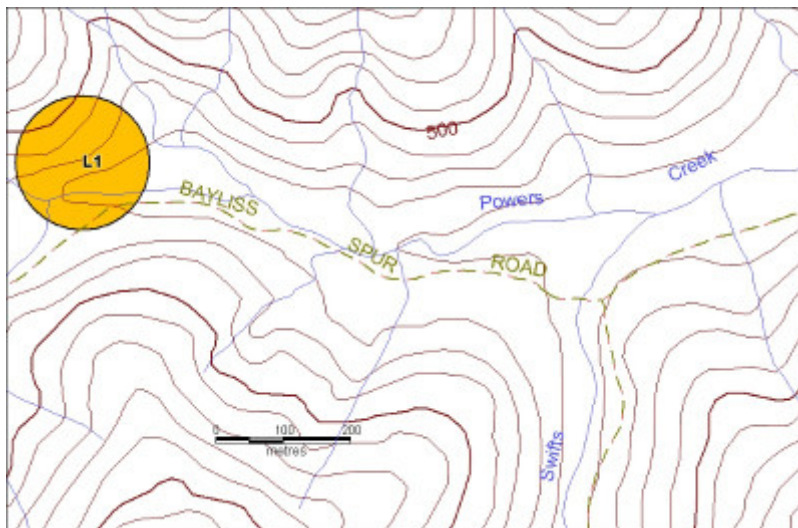 L1
500
Creek
Powers
BAYLISS
SPUR
ROAD
0 100 200
metres
Swifts